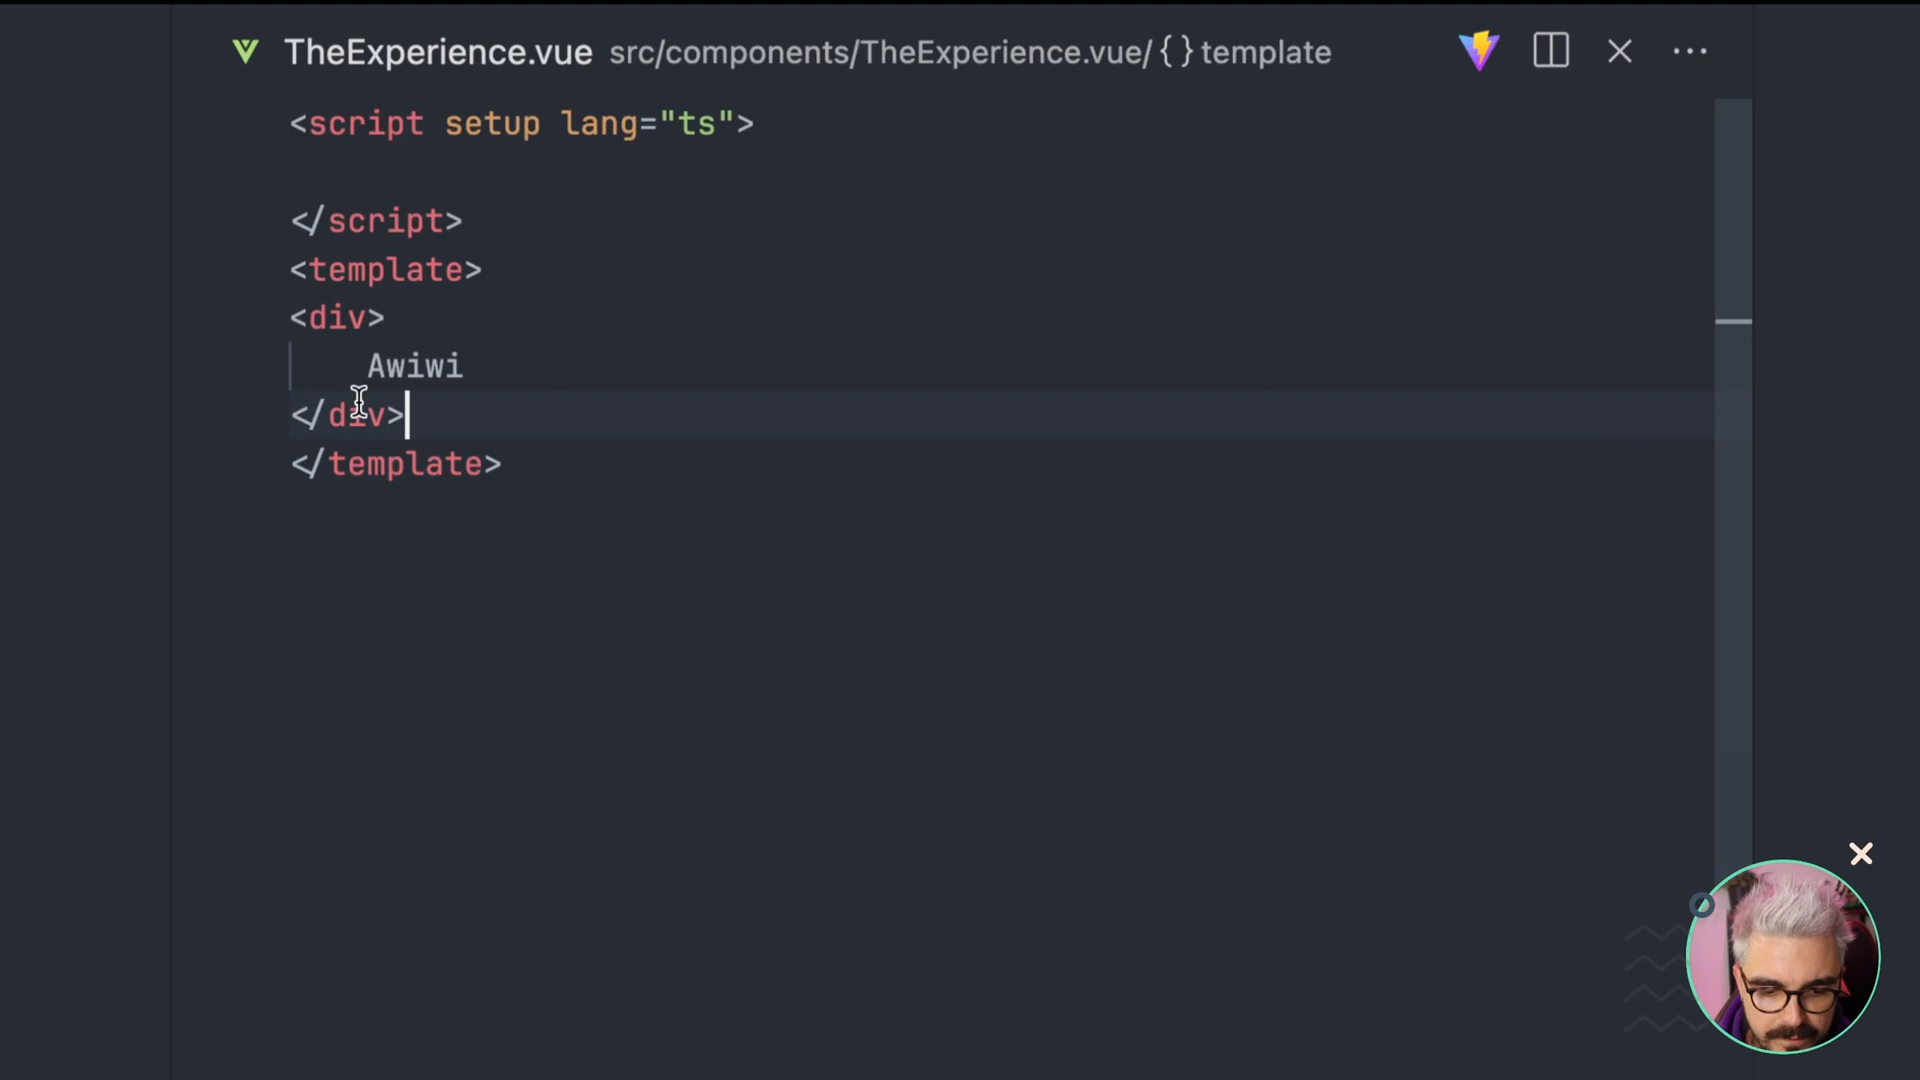 TheExperience.vue src/components/TheExperience.vue/ {} template
<script setup lang="ts">
</script>
<template>
<div>
Awiwi
</div>
</template>